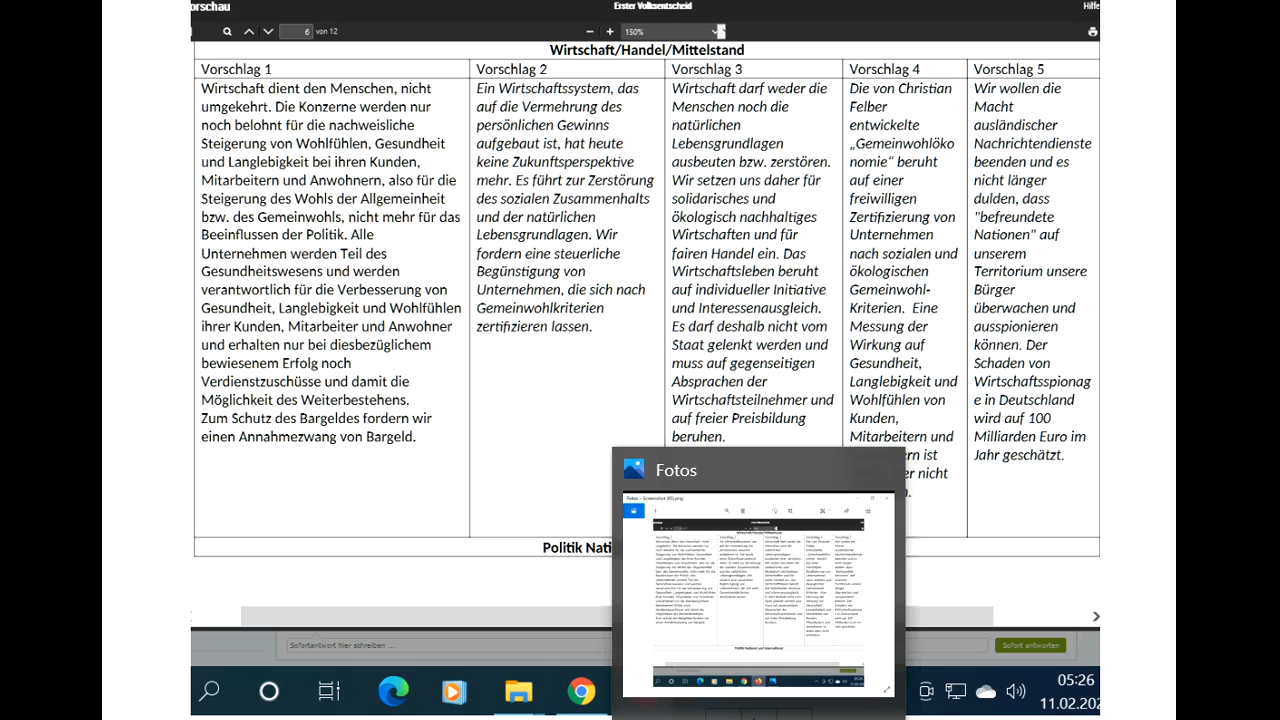 orschau
Erster Volksentscheid
Hilfe
6 von 12
150%
Wirtschaft/Handel/Mittelstand
Vorschlag 1
Wirtschaft dient den Menschen, nicht
umgekehrt. Die Konzerne werden nur
noch belohnt für die nachweisliche
Steigerung von Wohlfühlen, Gesundheit
und Langlebigkeit bei ihren Kunden,
Mitarbeitern und Anwohnern, also für die
Steigerung des Wohls der Allgemeinheit
bzw. des Gemeinwohls, nicht mehr für das
Beeinflussen der Politik. Alle
Unternehmen werden Teil des
Gesundheitswesens und werden
verantwortlich für die Verbesserung von
Gesundheit, Langlebigkeit und Wohlfühlen
ihrer Kunden, Mitarbeiter und Anwohner
und erhalten nur bei diesbezüglichem
bewiesenem Erfolg noch
Verdienstzuschüsse und damit die
Möglichkeit des Weiterbestehens.
Zum Schutz des Bargeldes fordern wir
einen Annahmezwang von Bargeld.
Vorschlag 2
Ein Wirtschaftssystem, das
auf die Vermehrung des
persönlichen Gewinns
aufgebaut ist, hat heute
keine Zukunftsperspektive
mehr. Es führt zur Zerstörung
des sozialen Zusammenhalts
und der natürlichen
Lebensgrundlagen. Wir
fordern eine steuerliche
Begünstigung von
Unternehmen, die sich nach
Gemeinwohlkriterien
zertifizieren lassen.
Vorschlag 3
Wirtschaft darf weder die
Menschen noch die
natürlichen
Lebensgrundlagen
ausbeuten bzw. zerstören.
Wir setzen uns daher für
solidarisches und
ökologisch nachhaltiges
Wirtschaften und für
fairen Handel ein. Das
Wirtschaftsleben beruht
auf individueller Initiative
und Interessenausgleich.
Es darf deshalb nicht vom
Staat gelenkt werden und
muss auf gegenseitigen
Absprachen der
Wirtschaftsteilnehmer und
auf freier Preisbildung
beruhen.
Vorschlag 4
Die von Christian
Felber
entwickelte
„Gemeinwohlöko
nomie“ beruht
auf einer
freiwilligen
Zertifizierung von
Unternehmen
nach sozialen und
ökologischen
Gemeinwohl-
Kriterien. Eine
Messung der
Wirkung auf
Gesundheit,
Langlebigkeit und
Wohlfühlen von
Kunden,
Mitarbeitern und
ern ist
er nicht
Vorschlag 5
Wir wollen die
Macht
ausländischer
Nachrichtendienste
beenden und es
nicht länger
dulden, dass
"befreundete
Nationen" auf
unserem
Territorium unsere
Bürger
überwachen und
ausspionieren
können. Der
Schaden von
Wirtschaftsspionag
e in Deutschland
wird auf 100
Milliarden Euro im
Jahr geschätzt.
Politik Nati
Fotos
Fotos – Screenshot (85).png
Politik National und International
Sofortantwort hier schreiben ...
Sofort antworten
05:26
11.02.202